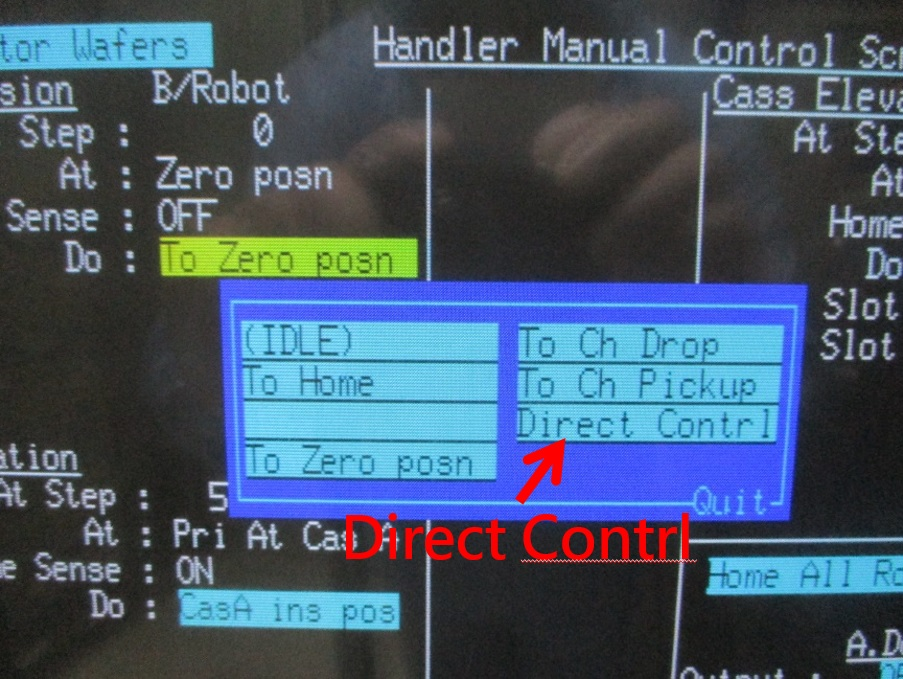 tor Wafers
Handler Manual Control Scr
sion B/Robot
Step : 0
At : Zero posn
Sense : OFF
Do : To Zero posn
Cass Eleva
At Ste
At
Home
Do
Slot
Slot
(IDLE)
To Home
To Zero posn
To Ch Drop
To Ch Pickup
Direct Contrl
Quit
Direct Contrl
ation
At Step : 5
At : Pri At Cas A
e Sense : ON
Do : CasA ins pos
Home All Ro
A.D
Output :